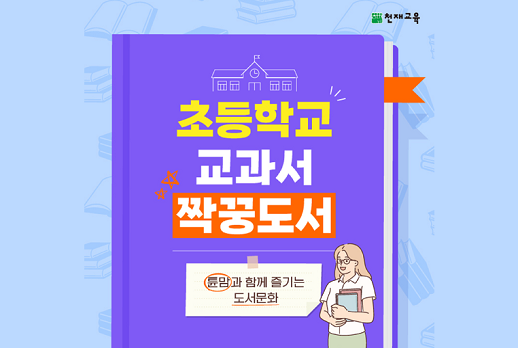 천재교육
초등학교
교과서
짝꿍도서
튠맘과 함께 즐기는
도서문화